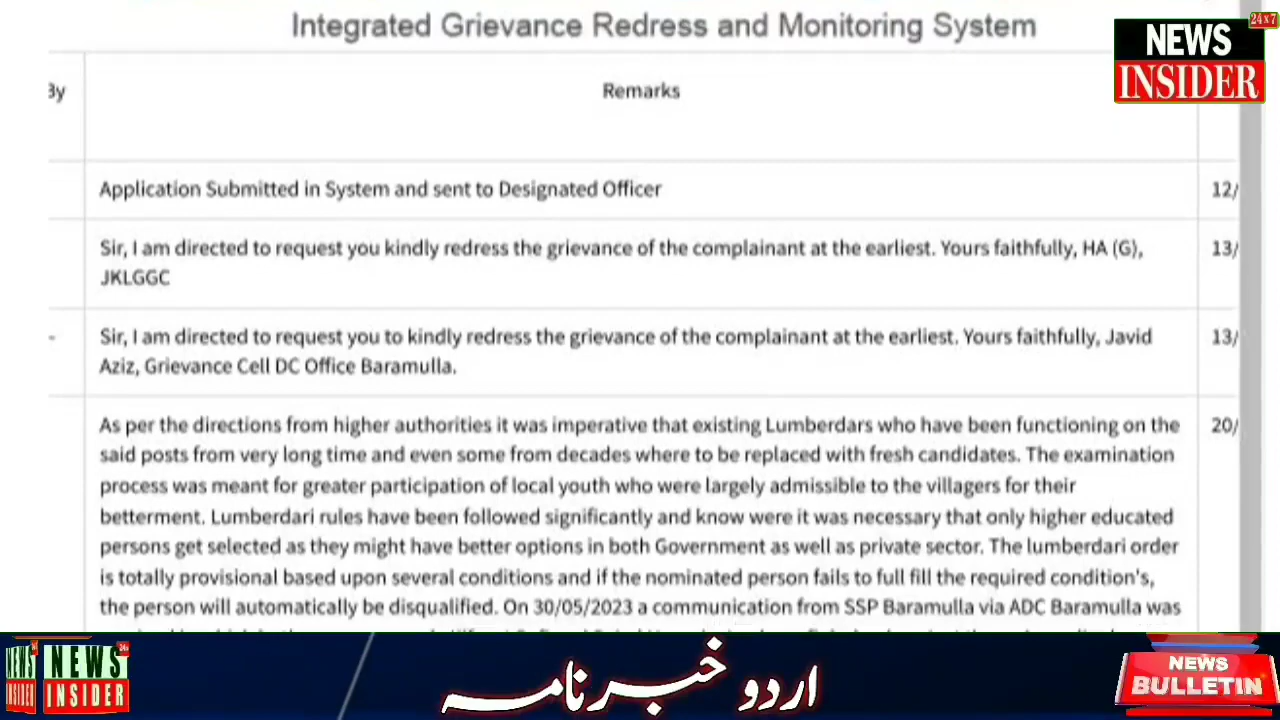 Integrated Grievance Redress and Monitoring System
24x7
NEWS
INSIDER
By
Remarks
Application Submitted in System and sent to Designated Officer
12/
Sir, I am directed to request you kindly redress the grievance of the complainant at the earliest. Yours faithfully, HA (G),
13/
JKLGGC
-
Sir, I am directed to request you to kindly redress the grievance of the complainant at the earliest. Yours faithfully, Javid
13/
Aziz, Grievance Cell DC Office Baramulla.
As per the directions from higher authorities it was imperative that existing Lumberdars who have been functioning on the
20/
said posts from very long time and even some from decades where to be replaced with fresh candidates. The examination
process was meant for greater participation of local youth who were largely admissible to the villagers for their
betterment. Lumberdari rules have been followed significantly and know were it was necessary that only higher educated
persons get selected as they might have better options in both Government as well as private sector. The lumberdari order
is totally provisional based upon several conditions and if the nominated person fails to full fill the required condition's,
the person will automatically be disqualified. On 30/05/2023 a communication from SSP Baramulla via ADC Baramulla was
NEWS
INSIDER
NEWS
INSIDER
اردو خبرنامہ
NEWS
BULLETIN